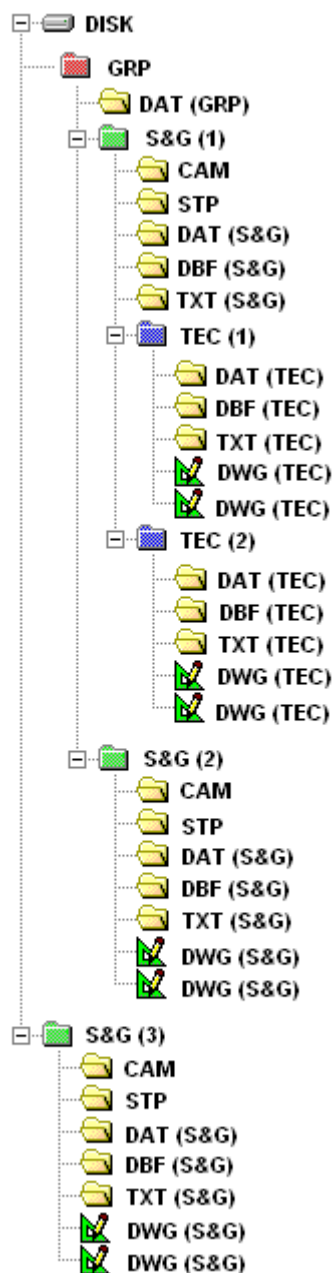 DISK
GRP
DAT (GRP)
S&G (1)
CAM
STP
DAT (S&G)
DBF (S&G)
TXT (S&G)
TEC (1)
DAT (TEC)
DBF (TEC)
TXT (TEC)
DWG (TEC)
DWG (TEC)
TEC (2)
DAT (TEC)
DBF (TEC)
TXT (TEC)
DWG (TEC)
DWG (TEC)
S&G (2)
CAM
STP
DAT (S&G)
DBF (S&G)
TXT (S&G)
DWG (S&G)
DWG (S&G)
S&G (3)
CAM
STP
DAT (S&G)
DBF (S&G)
TXT (S&G)
DWG (S&G)
DWG (S&G)